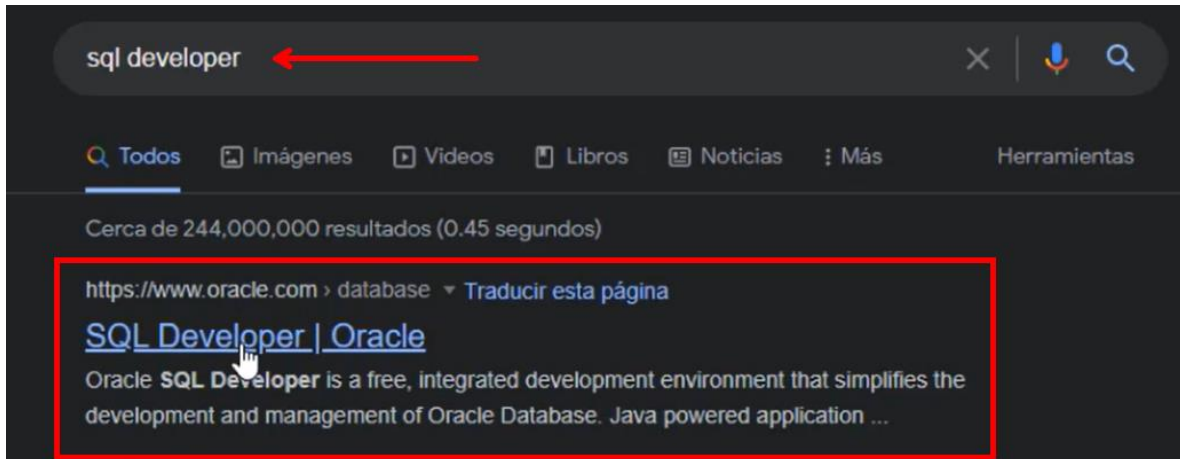 sql developer
Todos Imágenes Videos Libros Noticias Más Herramientas
Cerca de 244,000,000 resultados (0.45 segundos)
https://www.oracle.com › database Traducir esta página
SQL Developer | Oracle
Oracle SQL Developer is a free, integrated development environment that simplifies the
development and management of Oracle Database. Java powered application ...